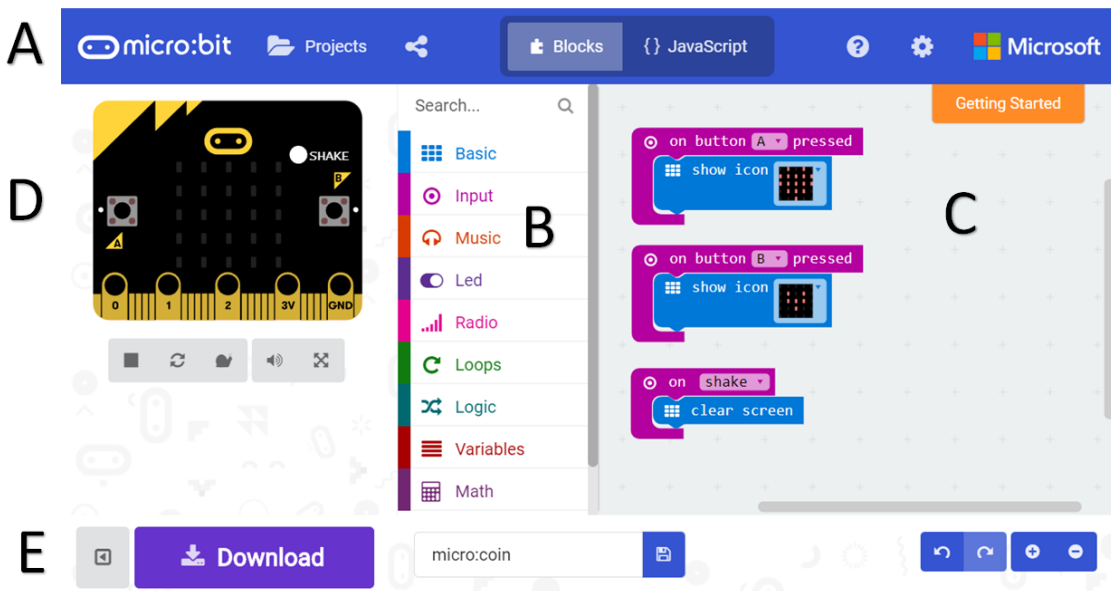 A
micro:bit
Projects
Blocks
{} JavaScript
Microsoft
D
SHAKE
B
A
0 1 2 3V GND
Search...
Basic
Input
Music
Led
Radio
Loops
Logic
Variables
Math
B
Getting Started
on button A pressed
show icon
on button B pressed
show icon
on shake
clear screen
C
E
Download
micro:coin